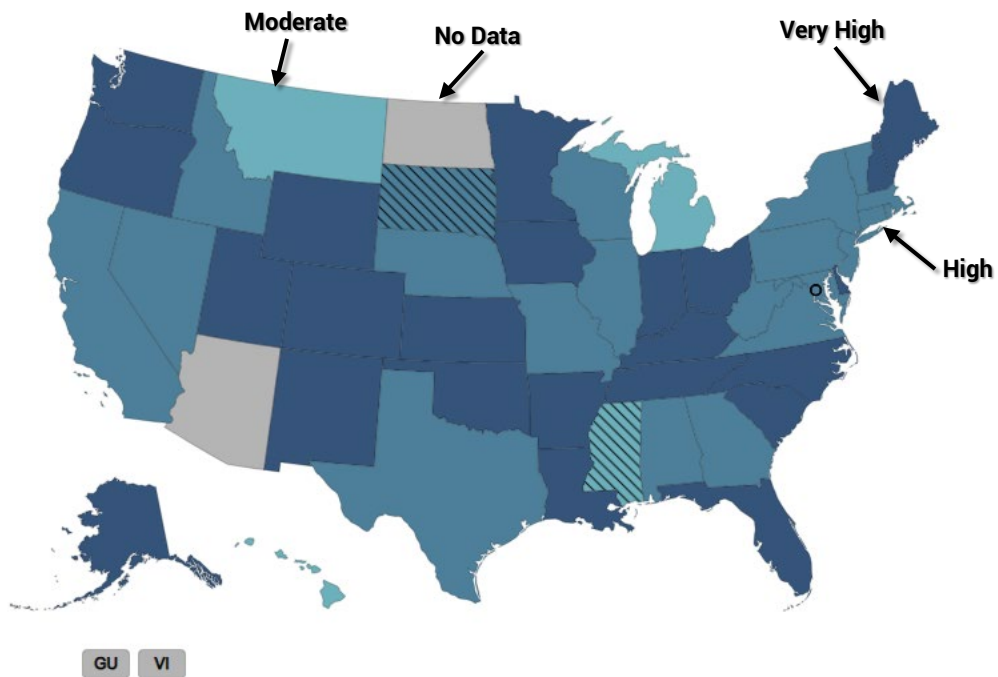 Moderate
No Data
Very High
High
GU
VI